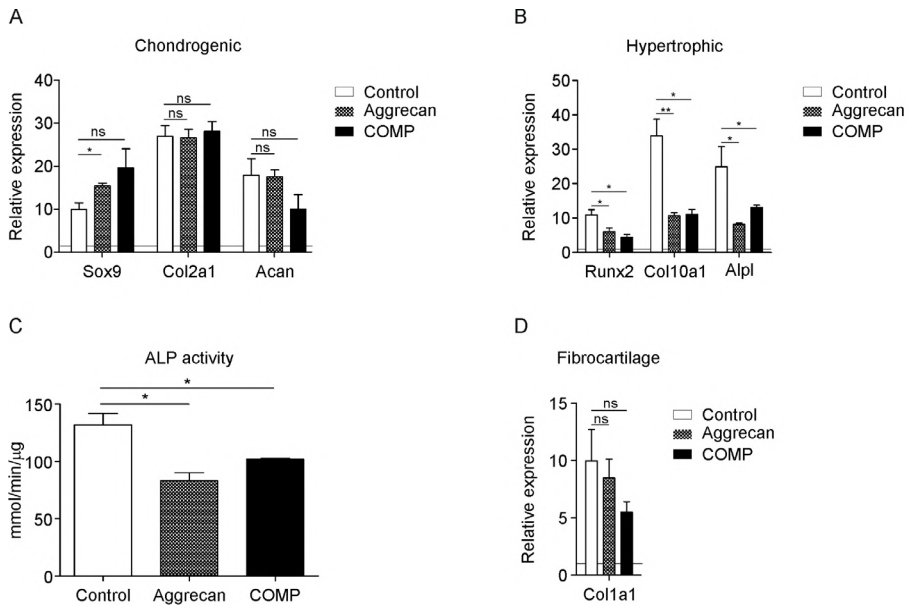 A
Chondrogenic
Relative expression
40
30
20
10
0
ns
*
ns
ns
ns
ns
Sox9
Col2a1
Acan
Control
Aggrecan
COMP
B
Hypertrophic
Relative expression
50
40
30
20
10
0
*
*
*
**
*
*
Runx2
Col10a1
Alpl
Control
Aggrecan
COMP
C
ALP activity
mmol/min/µg
150
100
50
0
*
*
Control
Aggrecan
COMP
D
Fibrocartilage
Relative expression
15
10
5
0
ns
ns
Col1a1
Control
Aggrecan
COMP